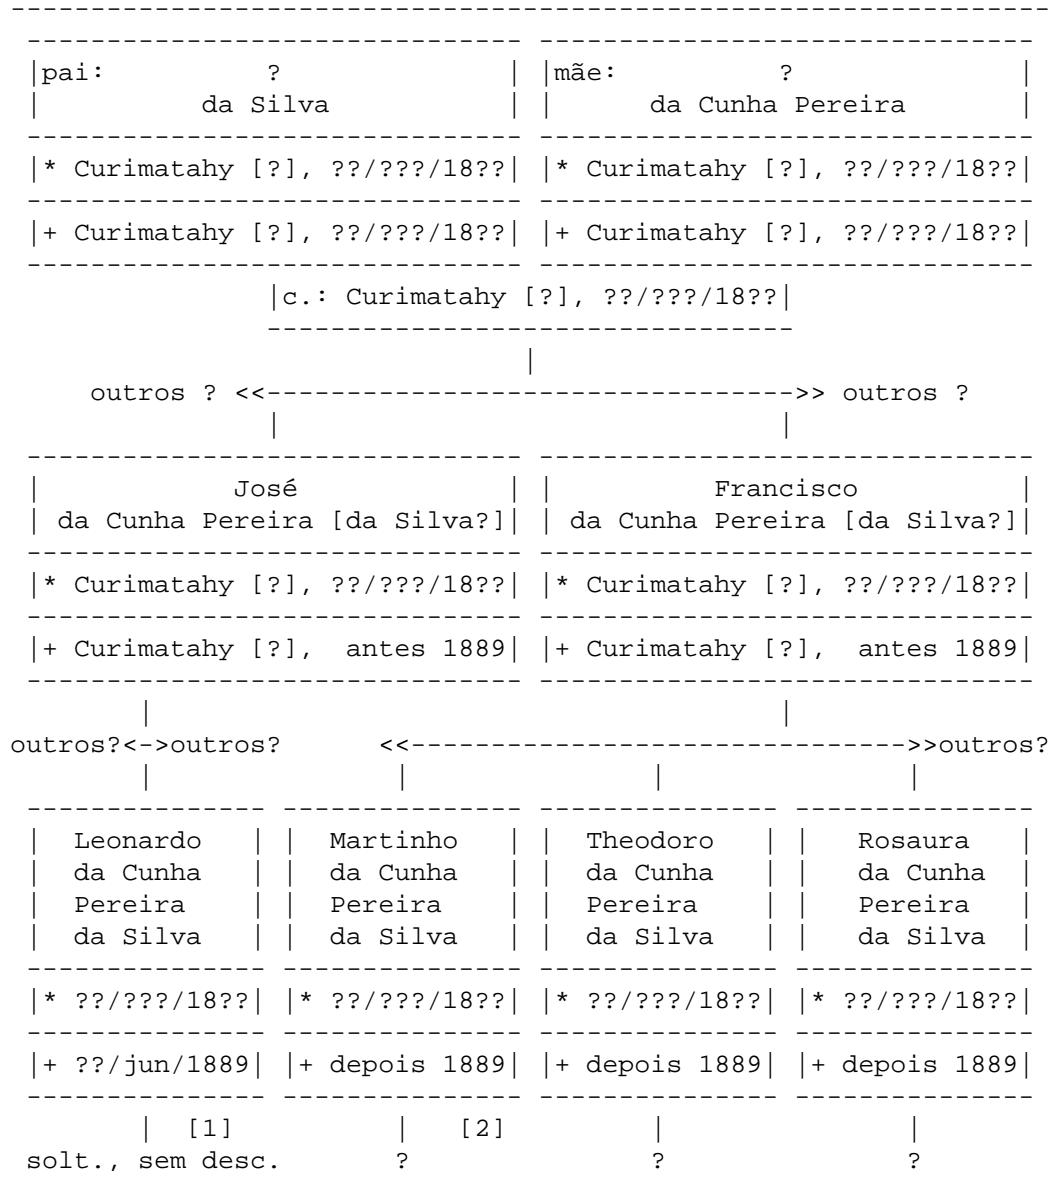 -----------------------------------------------------------------
 ------------------------------- -------------------------------
 |pai:          ?              | |mãe:          ?              |
 |          da Silva           | |      da Cunha Pereira       |
 ------------------------------- -------------------------------
 |* Curimatahy [?], ??/???/18??| |* Curimatahy [?], ??/???/18??|
 ------------------------------- -------------------------------
 |+ Curimatahy [?], ??/???/18??| |+ Curimatahy [?], ??/???/18??|
 ------------------------------- -------------------------------
                |c.: Curimatahy [?], ??/???/18??|
                ---------------------------------
                                |
     outros ? <<--------------------------------->> outros ?
                |                               |
 ------------------------------- -------------------------------
 |            José             | |          Francisco          |
 | da Cunha Pereira [da Silva?]| | da Cunha Pereira [da Silva?]|
 ------------------------------- -------------------------------
 |* Curimatahy [?], ??/???/18??| |* Curimatahy [?], ??/???/18??|
 ------------------------------- -------------------------------
 |+ Curimatahy [?],  antes 1889| |+ Curimatahy [?],  antes 1889|
 ------------------------------- -------------------------------
        |                                       |
outros?<->outros?      <<------------------------------->>outros?
        |               |               |               |
 --------------- --------------- --------------- ---------------
 |  Leonardo   | |  Martinho   | |  Theodoro   | |   Rosaura   |
 |  da Cunha   | |  da Cunha   | |  da Cunha   | |   da Cunha  |
 |  Pereira    | |  Pereira    | |  Pereira    | |   Pereira   |
 |  da Silva   | |  da Silva   | |  da Silva   | |   da Silva  |
 --------------- --------------- --------------- ---------------
 |* ??/???/18??| |* ??/???/18??| |* ??/???/18??| |* ??/???/18??|
 --------------- --------------- --------------- ---------------
 |+ ??/jun/1889| |+ depois 1889| |+ depois 1889| |+ depois 1889|
 --------------- --------------- --------------- ---------------
        |  [1]          |   [2]         |               |
 solt., sem desc.       ?               ?               ?